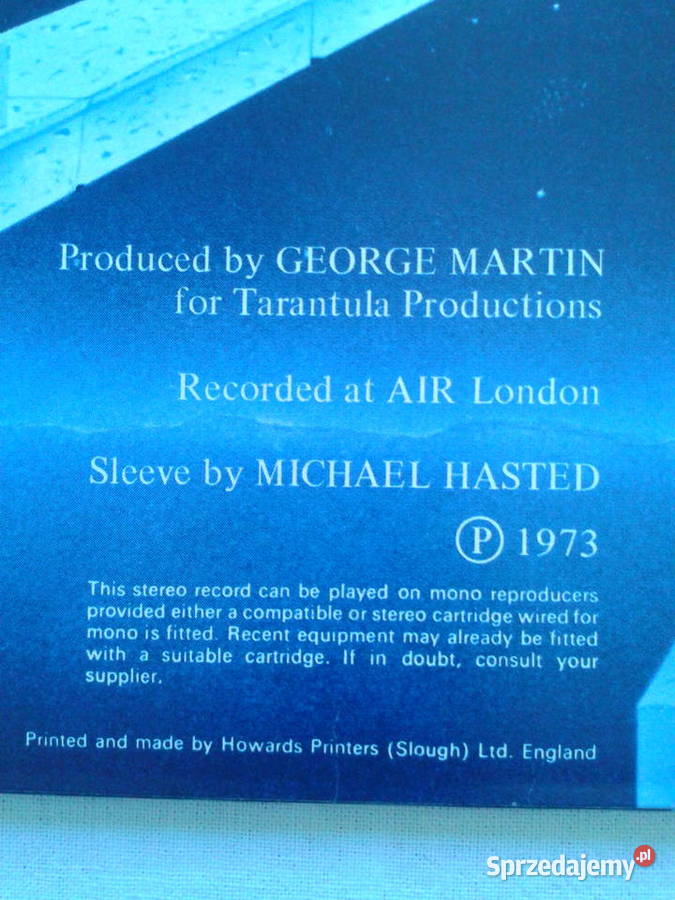 Produced by GEORGE MARTIN
for Tarantula Productions
Recorded at AIR London
Sleeve by MICHAEL HASTED
Ⓟ 1973
This stereo record can be played on mono reproducers
provided either a compatible or stereo cartridge wired for
mono is fitted. Recent equipment may already be fitted
with a suitable cartridge. If in doubt, consult your
supplier.
Printed and made by Howards Printers (Slough) Ltd. England
Sprzedajemy.pl